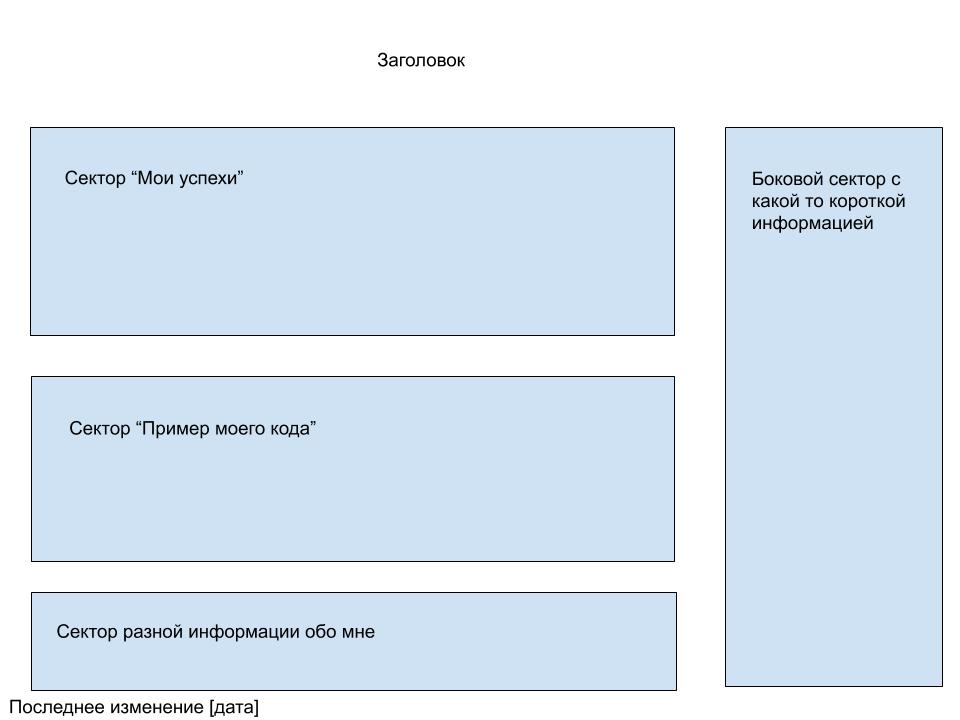 Заголовок
Сектор “Мои успехи”
Боковой сектор с
какой то короткой
информацией
Сектор “Пример моего кода”
Сектор разной информации обо мне
Последнее изменение [дата]